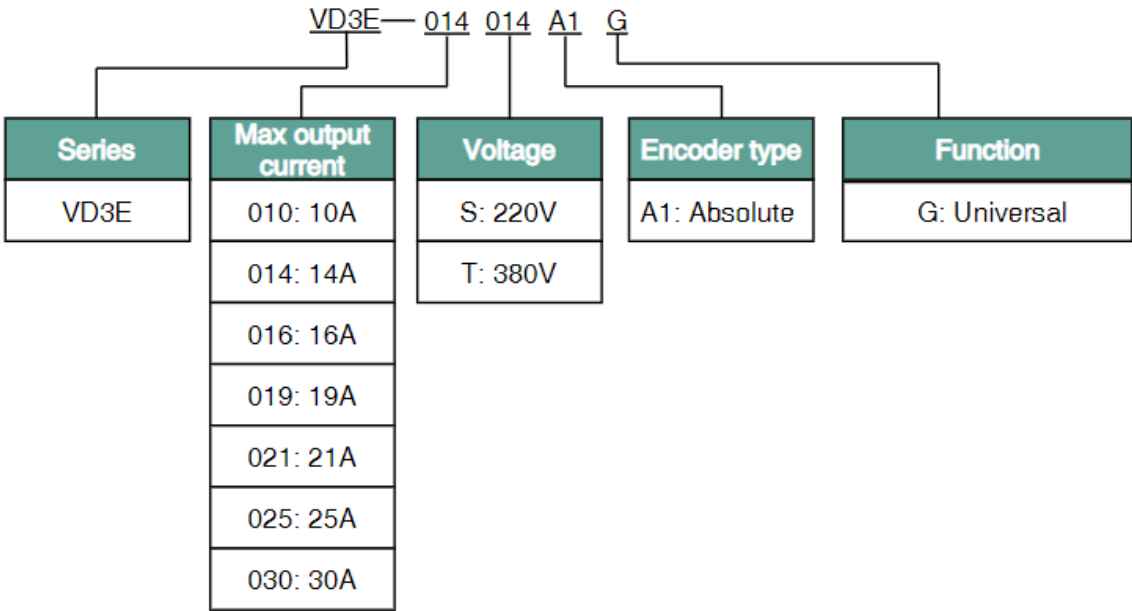 VD3E— 014 014 A1 G
Series
Max output
current
Voltage
Encoder type
Function
VD3E
010: 10A
S: 220V
A1: Absolute
G: Universal
014: 14A
T: 380V
016: 16A
019: 19A
021: 21A
025: 25A
030: 30A